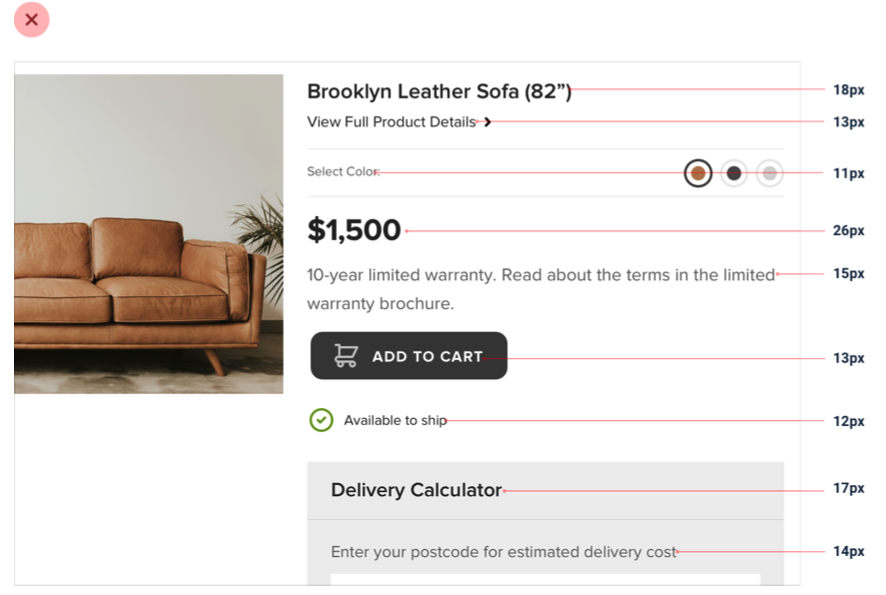 Brooklyn Leather Sofa (82”)
18px
View Full Product Details
13px
Select Color:
11px
$1,500
26px
10-year limited warranty. Read about the terms in the limited
15px
warranty brochure.
ADD TO CART
13px
Available to ship
12px
Delivery Calculator
17px
Enter your postcode for estimated delivery cost
14px